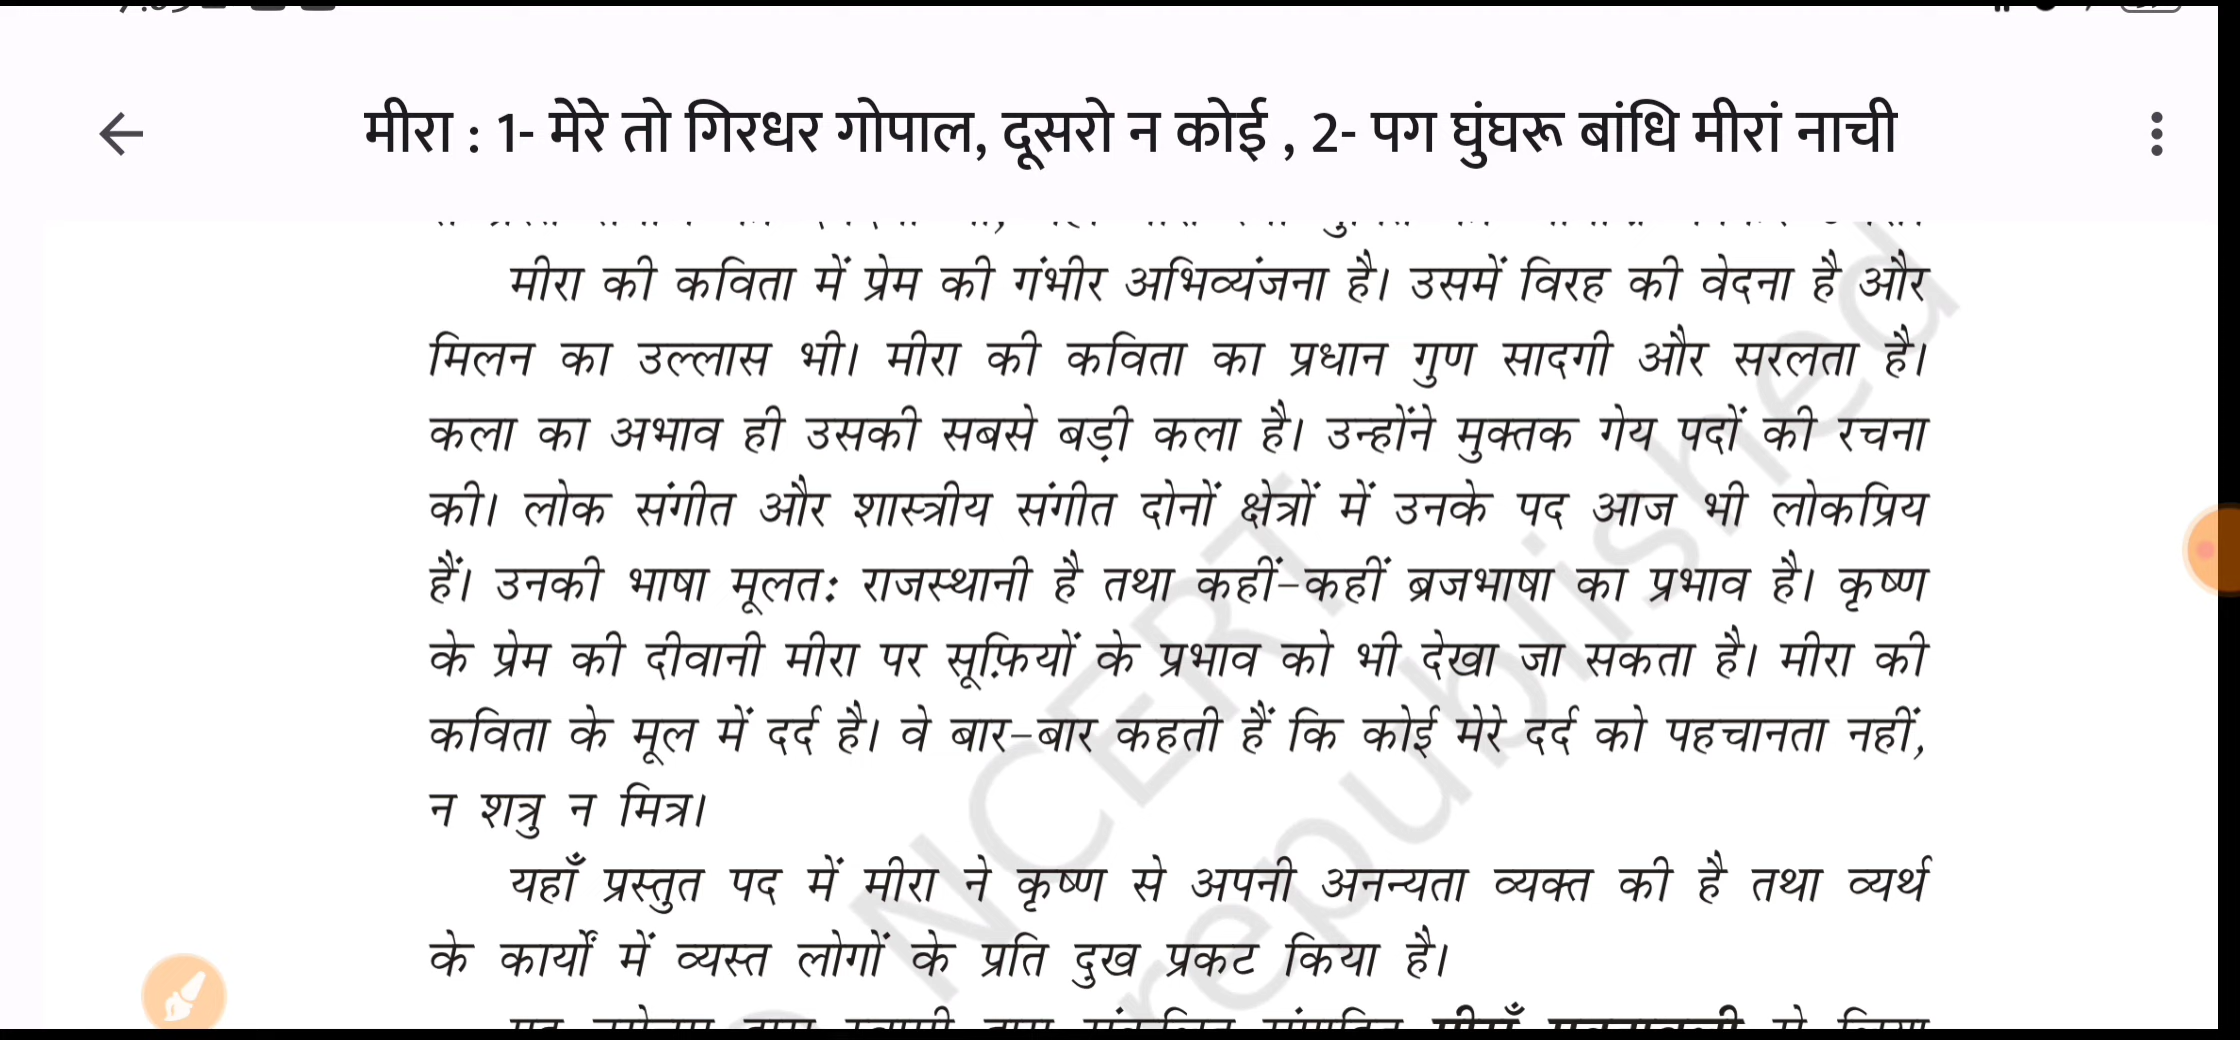 मीरा : 1- मेरे तो गिरधर गोपाल, दूसरो न कोई , 2- पग घुंघरू बांधि मीरां नाची
मीरा की कविता में प्रेम की गंभीर अभिव्यंजना है। उसमें विरह की वेदना है और
मिलन का उल्लास भी। मीरा की कविता का प्रधान गुण सादगी और सरलता है।
कला का अभाव ही उसकी सबसे बड़ी कला है। उन्होंने मुक्तक गेय पदों की रचना
की। लोक संगीत और शास्त्रीय संगीत दोनों क्षेत्रों में उनके पद आज भी लोकप्रिय
हैं। उनकी भाषा मूलतः राजस्थानी है तथा कहीं-कहीं ब्रजभाषा का प्रभाव है। कृष्ण
के प्रेम की दीवानी मीरा पर सूफ़ियों के प्रभाव को भी देखा जा सकता है। मीरा की
कविता के मूल में दर्द है। वे बार-बार कहती हैं कि कोई मेरे दर्द को पहचानता नहीं,
न शत्रु न मित्र।
यहाँ प्रस्तुत पद में मीरा ने कृष्ण से अपनी अनन्यता व्यक्त की है तथा व्यर्थ
के कार्यों में व्यस्त लोगों के प्रति दुख प्रकट किया है।
NCERT
republished